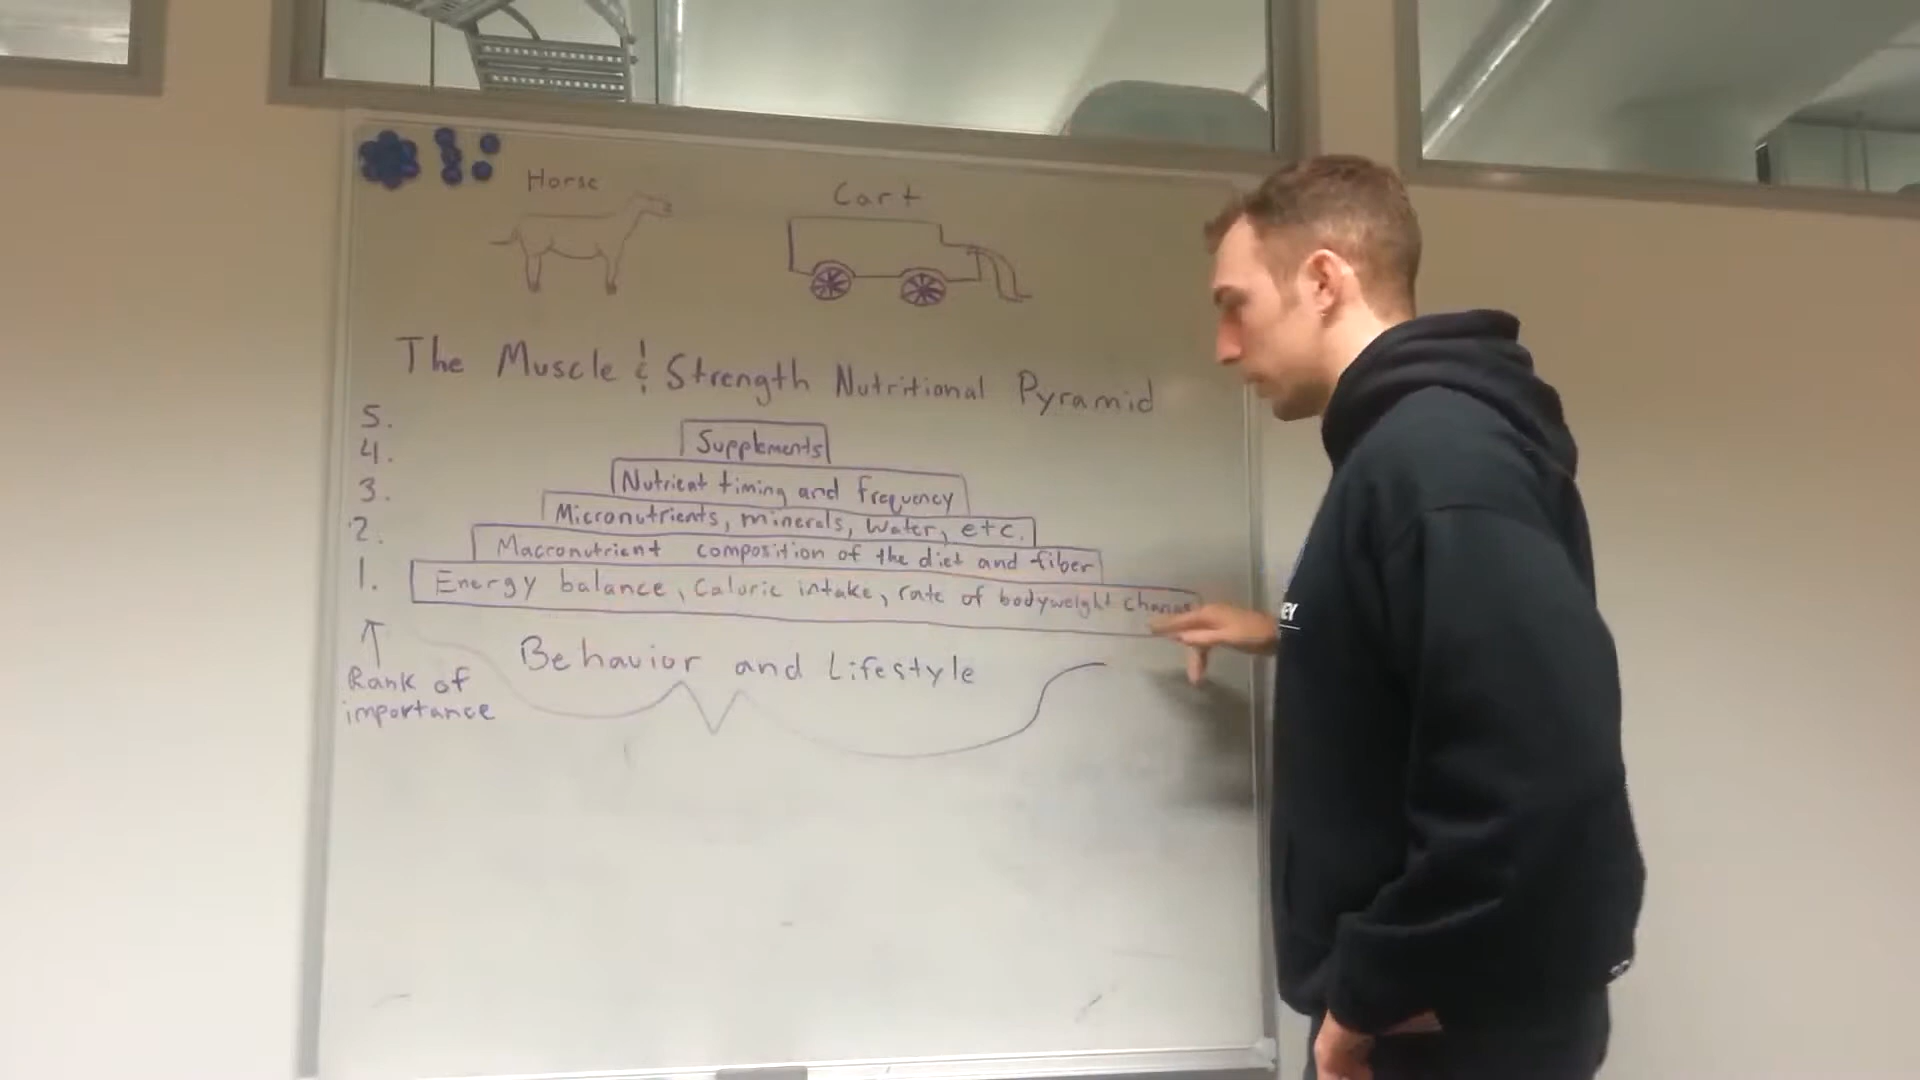 Horse
Cart
The Muscle & Strength Nutritional Pyramid
5.
Supplements
4.
Nutrient timing and frequency
3.
Micronutrients, minerals, water, etc.
2.
Macronutrient composition of the diet and fiber
1.
Energy balance, Caloric intake, rate of bodyweight
Behavior and Lifestyle
Rank of
importance